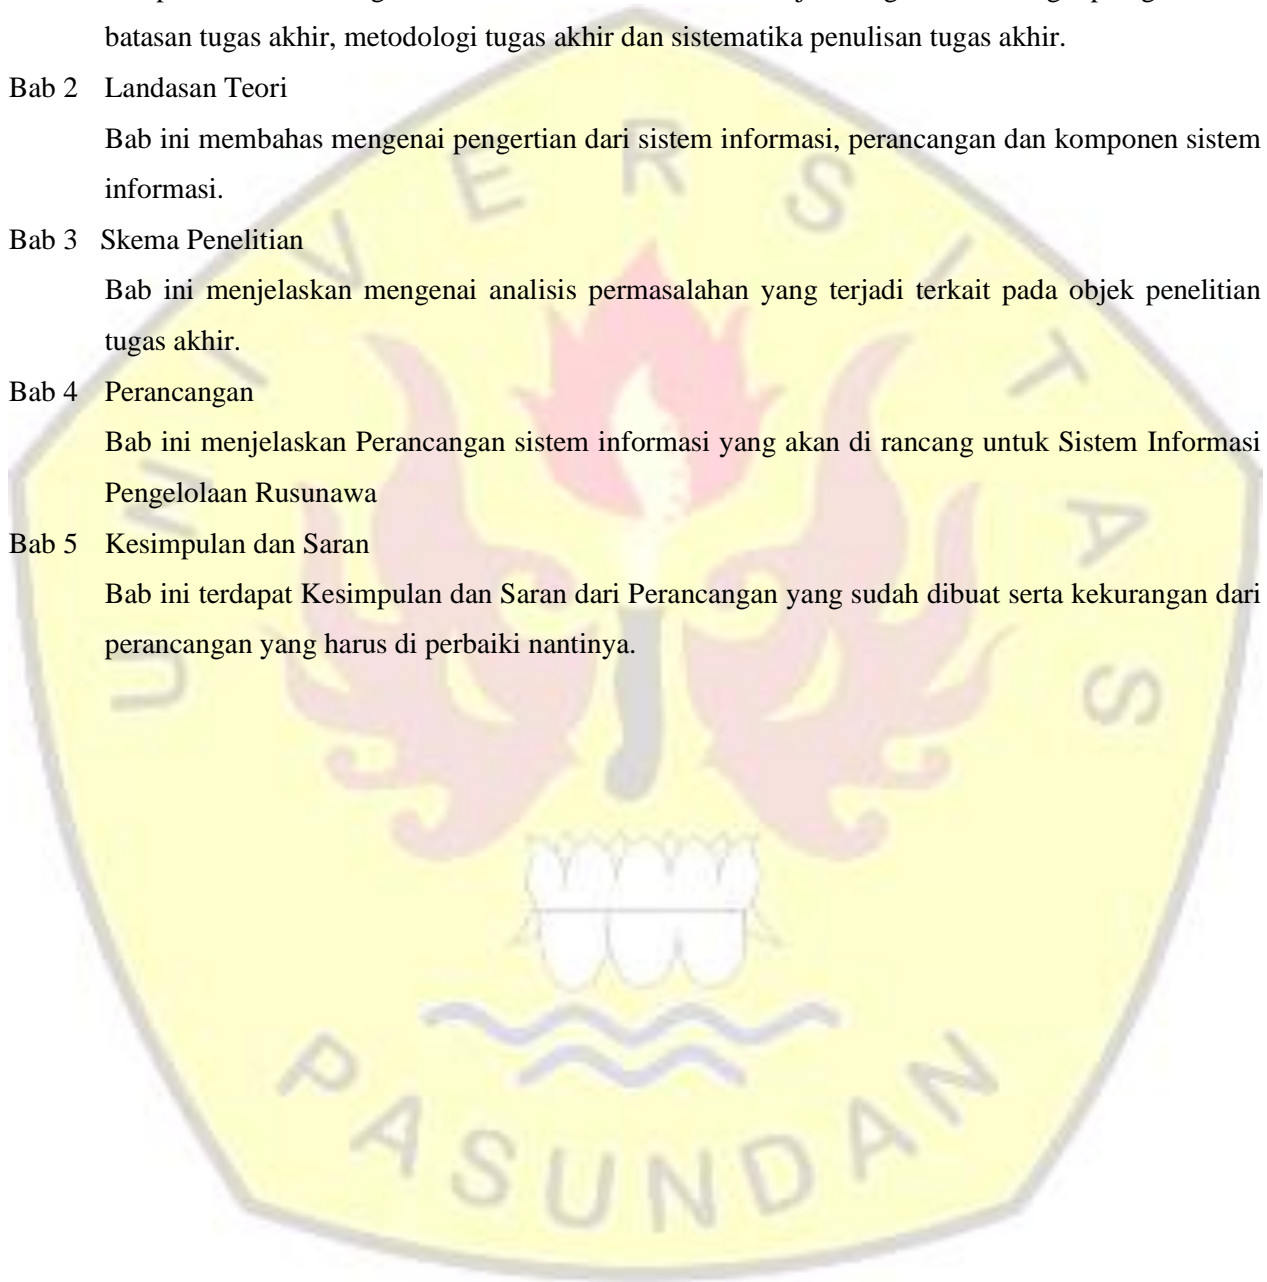 batasan tugas akhir, metodologi tugas akhir dan sistematika penulisan tugas akhir.
Bab 2 Landasan Teori
Bab ini membahas mengenai pengertian dari sistem informasi, perancangan dan komponen sistem
informasi.
Bab 3 Skema Penelitian
Bab ini menjelaskan mengenai analisis permasalahan yang terjadi terkait pada objek penelitian
tugas akhir.
Bab 4 Perancangan
Bab ini menjelaskan Perancangan sistem informasi yang akan di rancang untuk Sistem Informasi
Pengelolaan Rusunawa
Bab 5 Kesimpulan dan Saran
Bab ini terdapat Kesimpulan dan Saran dari Perancangan yang sudah dibuat serta kekurangan dari
perancangan yang harus di perbaiki nantinya.
UNIVERSITAS
PASUNDAN